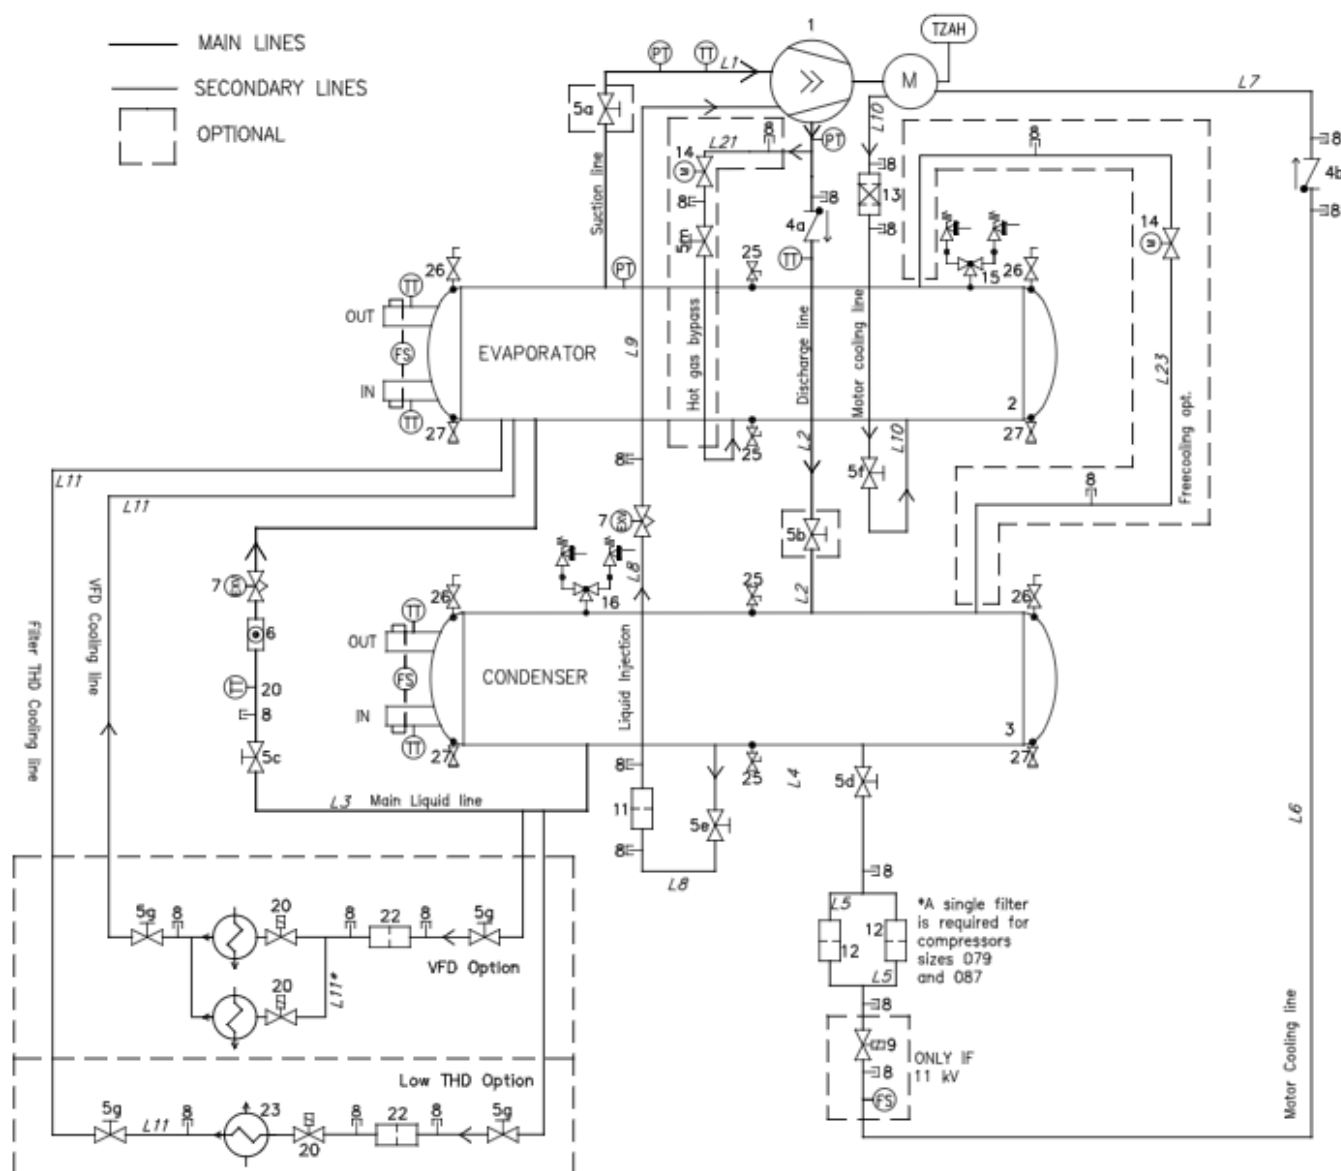 1
TZAH
MAIN LINES
PT
TT
L1
M
L7
SECONDARY LINES
5a
L10
OPTIONAL
8
L21
PT
8
8
14
M
8
13
4b
8
8
8
Suction line
5m
4a
8
14
M
26
TT
PT
25
TT
15
26
OUT
FS
EVAPORATOR
IN
TT
27
L9
Hot gas bypass
Discharge line
Motor cooling line
2
L23
27
25
L2
L10
Freecooling opt.
8
5f
8
L11
L11
7
EXV
5b
VFD Cooling line
7
EXV
L8
16
25
L2
26
26
TT
6
OUT
FS
CONDENSER
IN
TT
27
Filter THD Cooling line
TT
20
8
5c
Liquid Injection
3
27
25
8
L4
5d
L3
Main Liquid line
11
5e
8
L8
L6
8
L5
12
12
L5
*A single filter
is required for
compressors
sizes 079
and 087
5g
8
20
8
22
8
5g
VFD Option
L11*
20
8
9
8
FS
ONLY IF
11 kV
Motor Cooling line
Low THD Option
5g
L11
8
23
20
8
22
8
5g